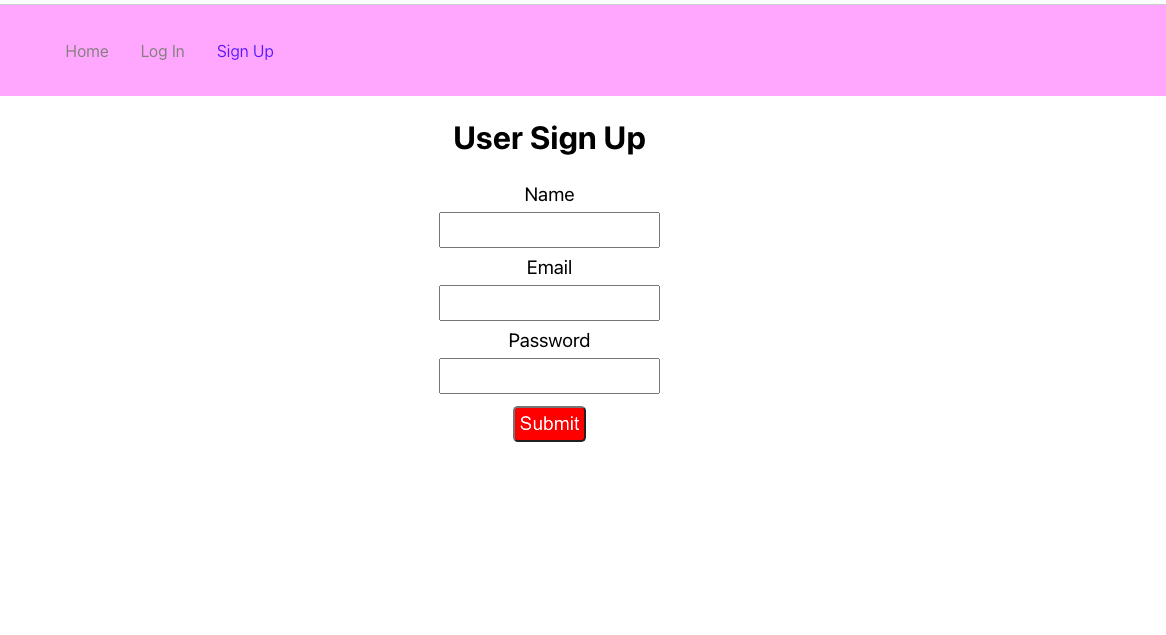 Home Log In Sign Up
User Sign Up
Name
Email
Password
Submit